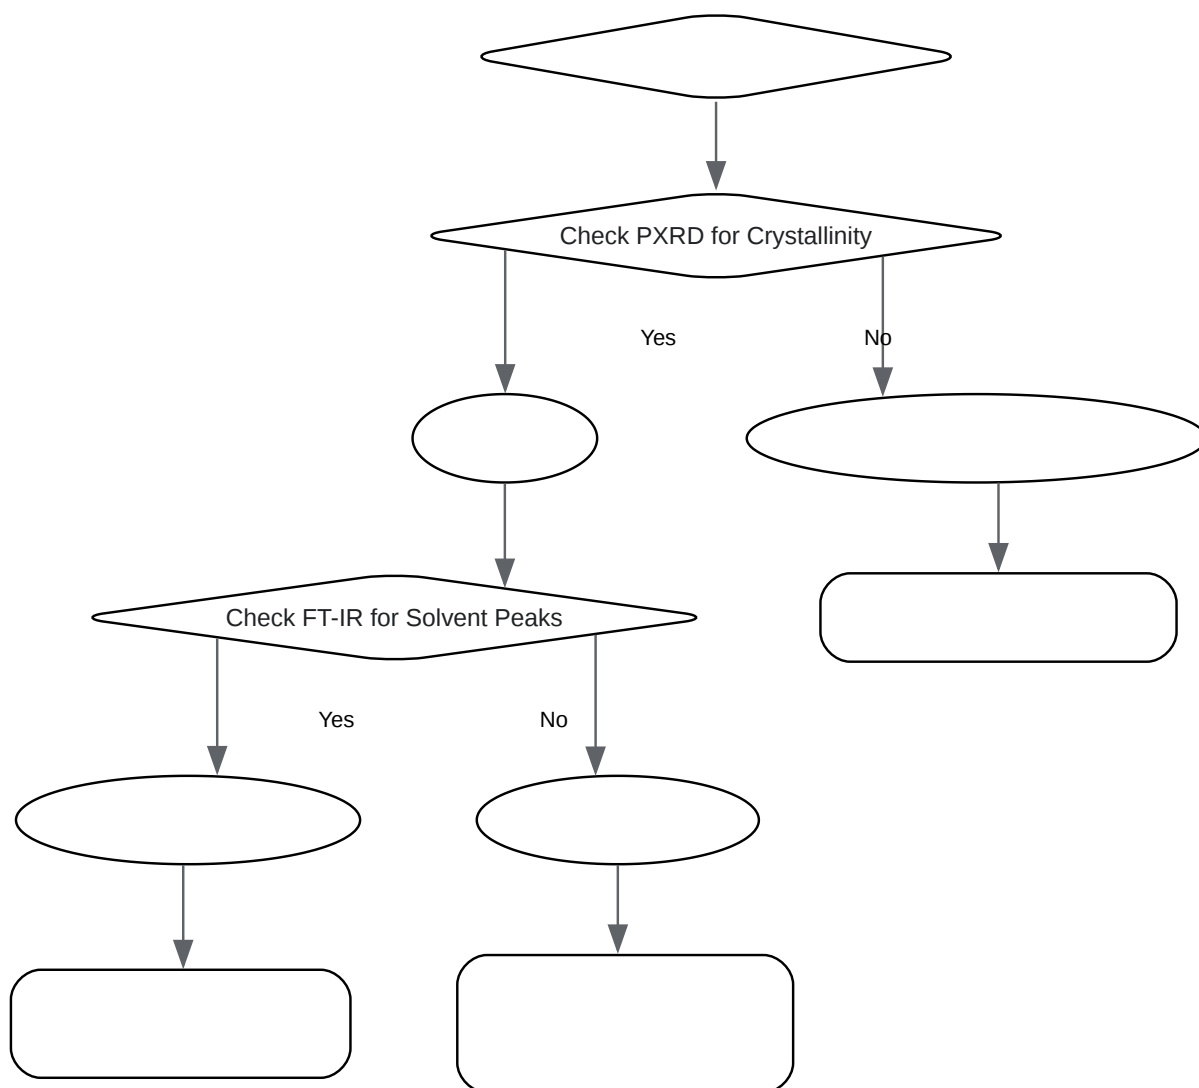 Check PXRD for Crystallinity
Yes
No
Check FT-IR for Solvent Peaks
Yes
No